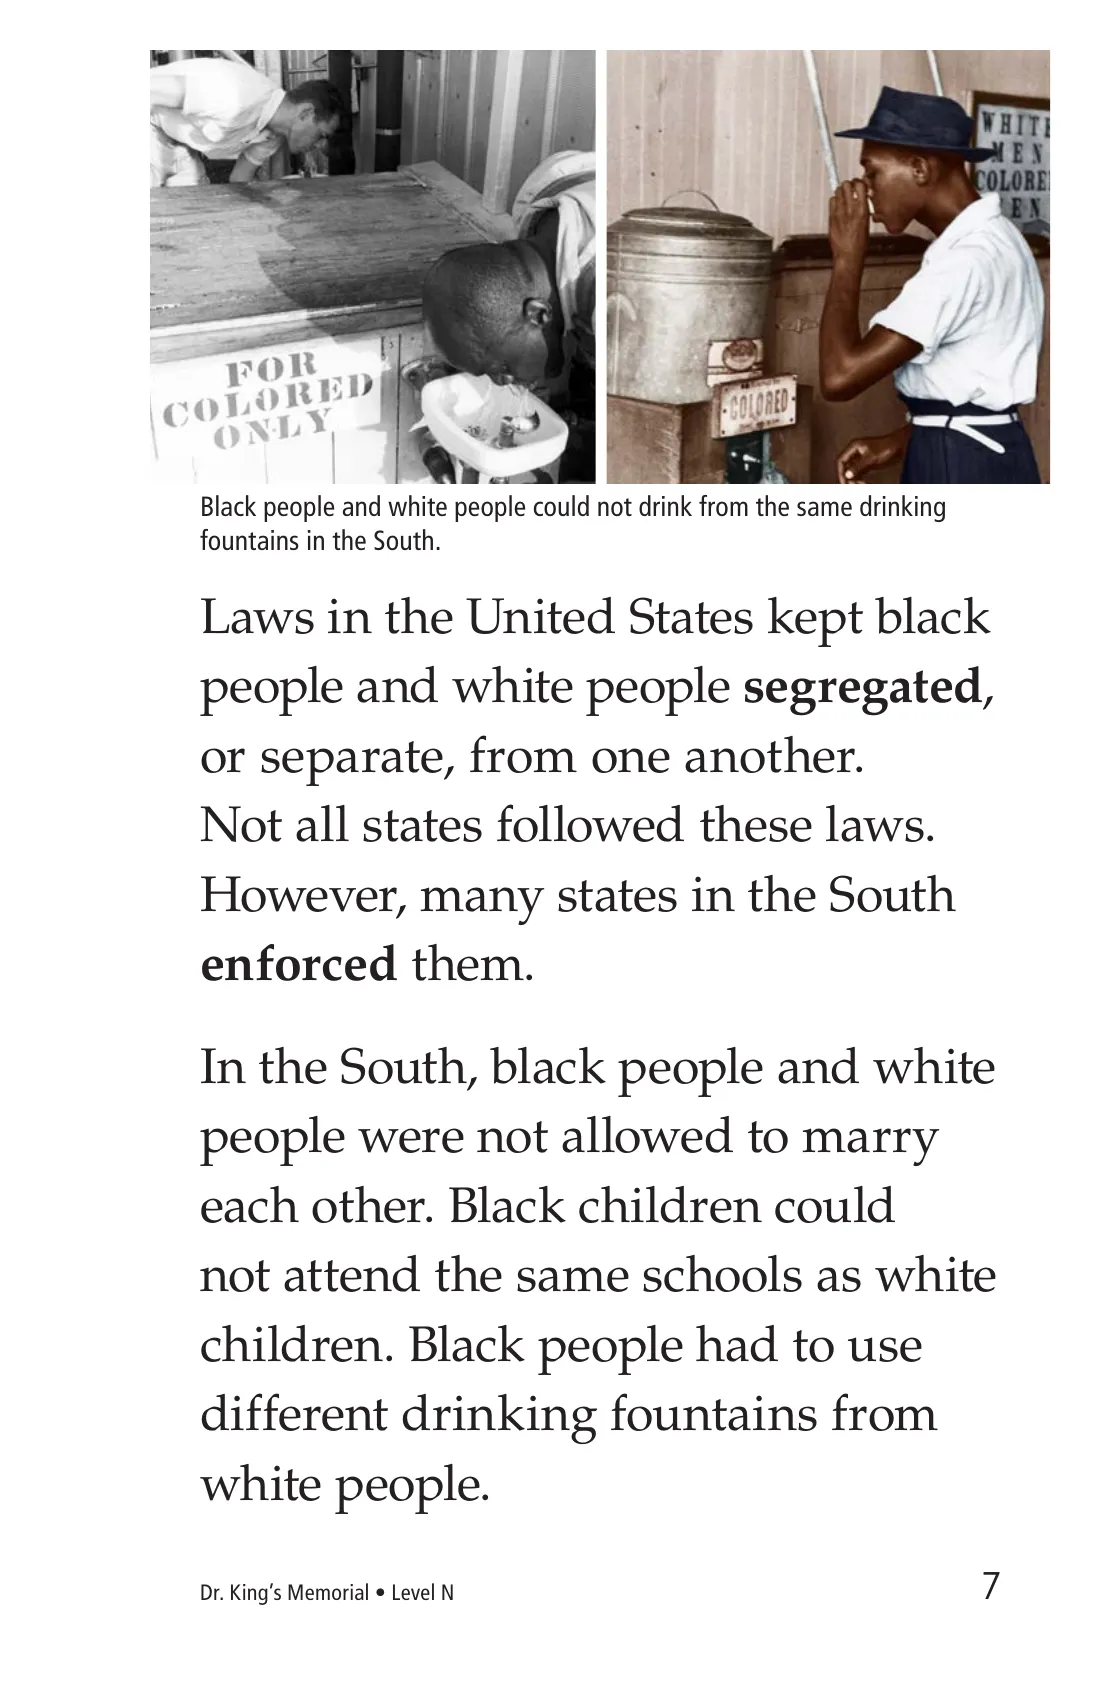 FOR
COLORED
ONLY
WHITE
MEN
COLORED
MEN
COLORED
Black people and white people could not drink from the same drinking
fountains in the South.
Laws in the United States kept black
people and white people segregated,
or separate, from one another.
Not all states followed these laws.
However, many states in the South
enforced them.
In the South, black people and white
people were not allowed to marry
each other. Black children could
not attend the same schools as white
children. Black people had to use
different drinking fountains from
white people.
Dr. King’s Memorial • Level N
7